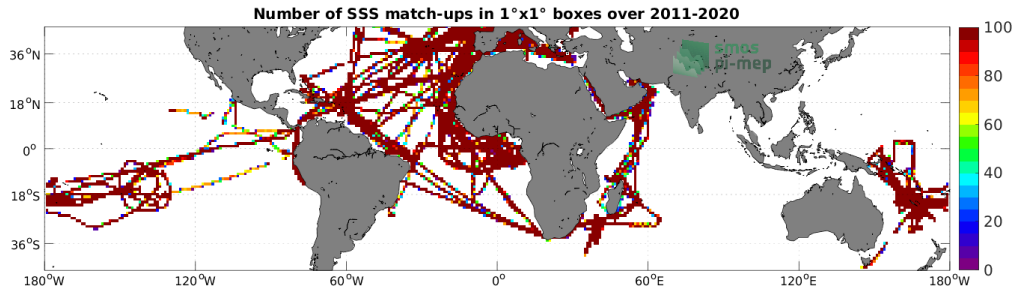 Number of SSS match-ups in 1°x1° boxes over 2011-2020
36°N
18°N
0°
18°S
36°S
180°W
120°W
60°W
0°
60°E
120°E
180°W
100
80
60
40
20
0
smos
pi-mep